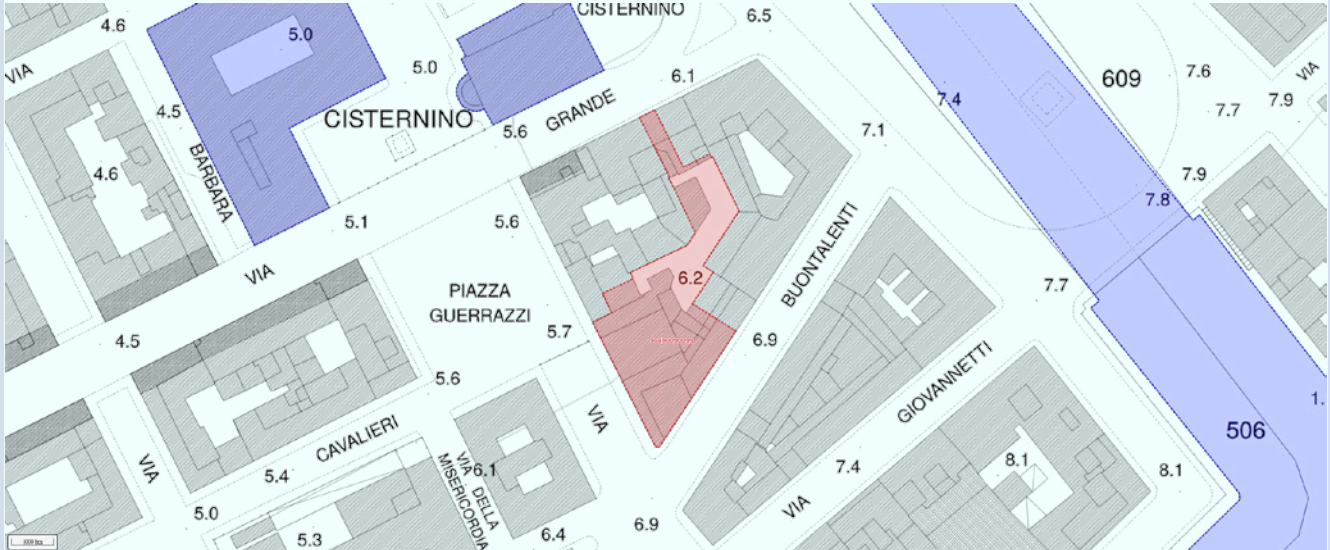 CISTERNINO
4.6
5.0
6.5
VIA
5.0
6.1
609
7.6
VIA
7.4
7.7
7.9
4.5
GRANDE
CISTERNINO
5.6
7.1
BARBARA
4.6
7.9
7.8
5.1
5.6
BUONTALENTI
VIA
6.2
7.7
PIAZZA
GUERRAZZI
5.7
6.9
4.5
5.6
GIOVANNETTI
1.
VIA
506
CAVALIERI
VIA
5.4
VIA DELLA
MISERICORDIA
6.1
7.4
8.1
8.1
5.0
VIA
6.9
6.4
5.3